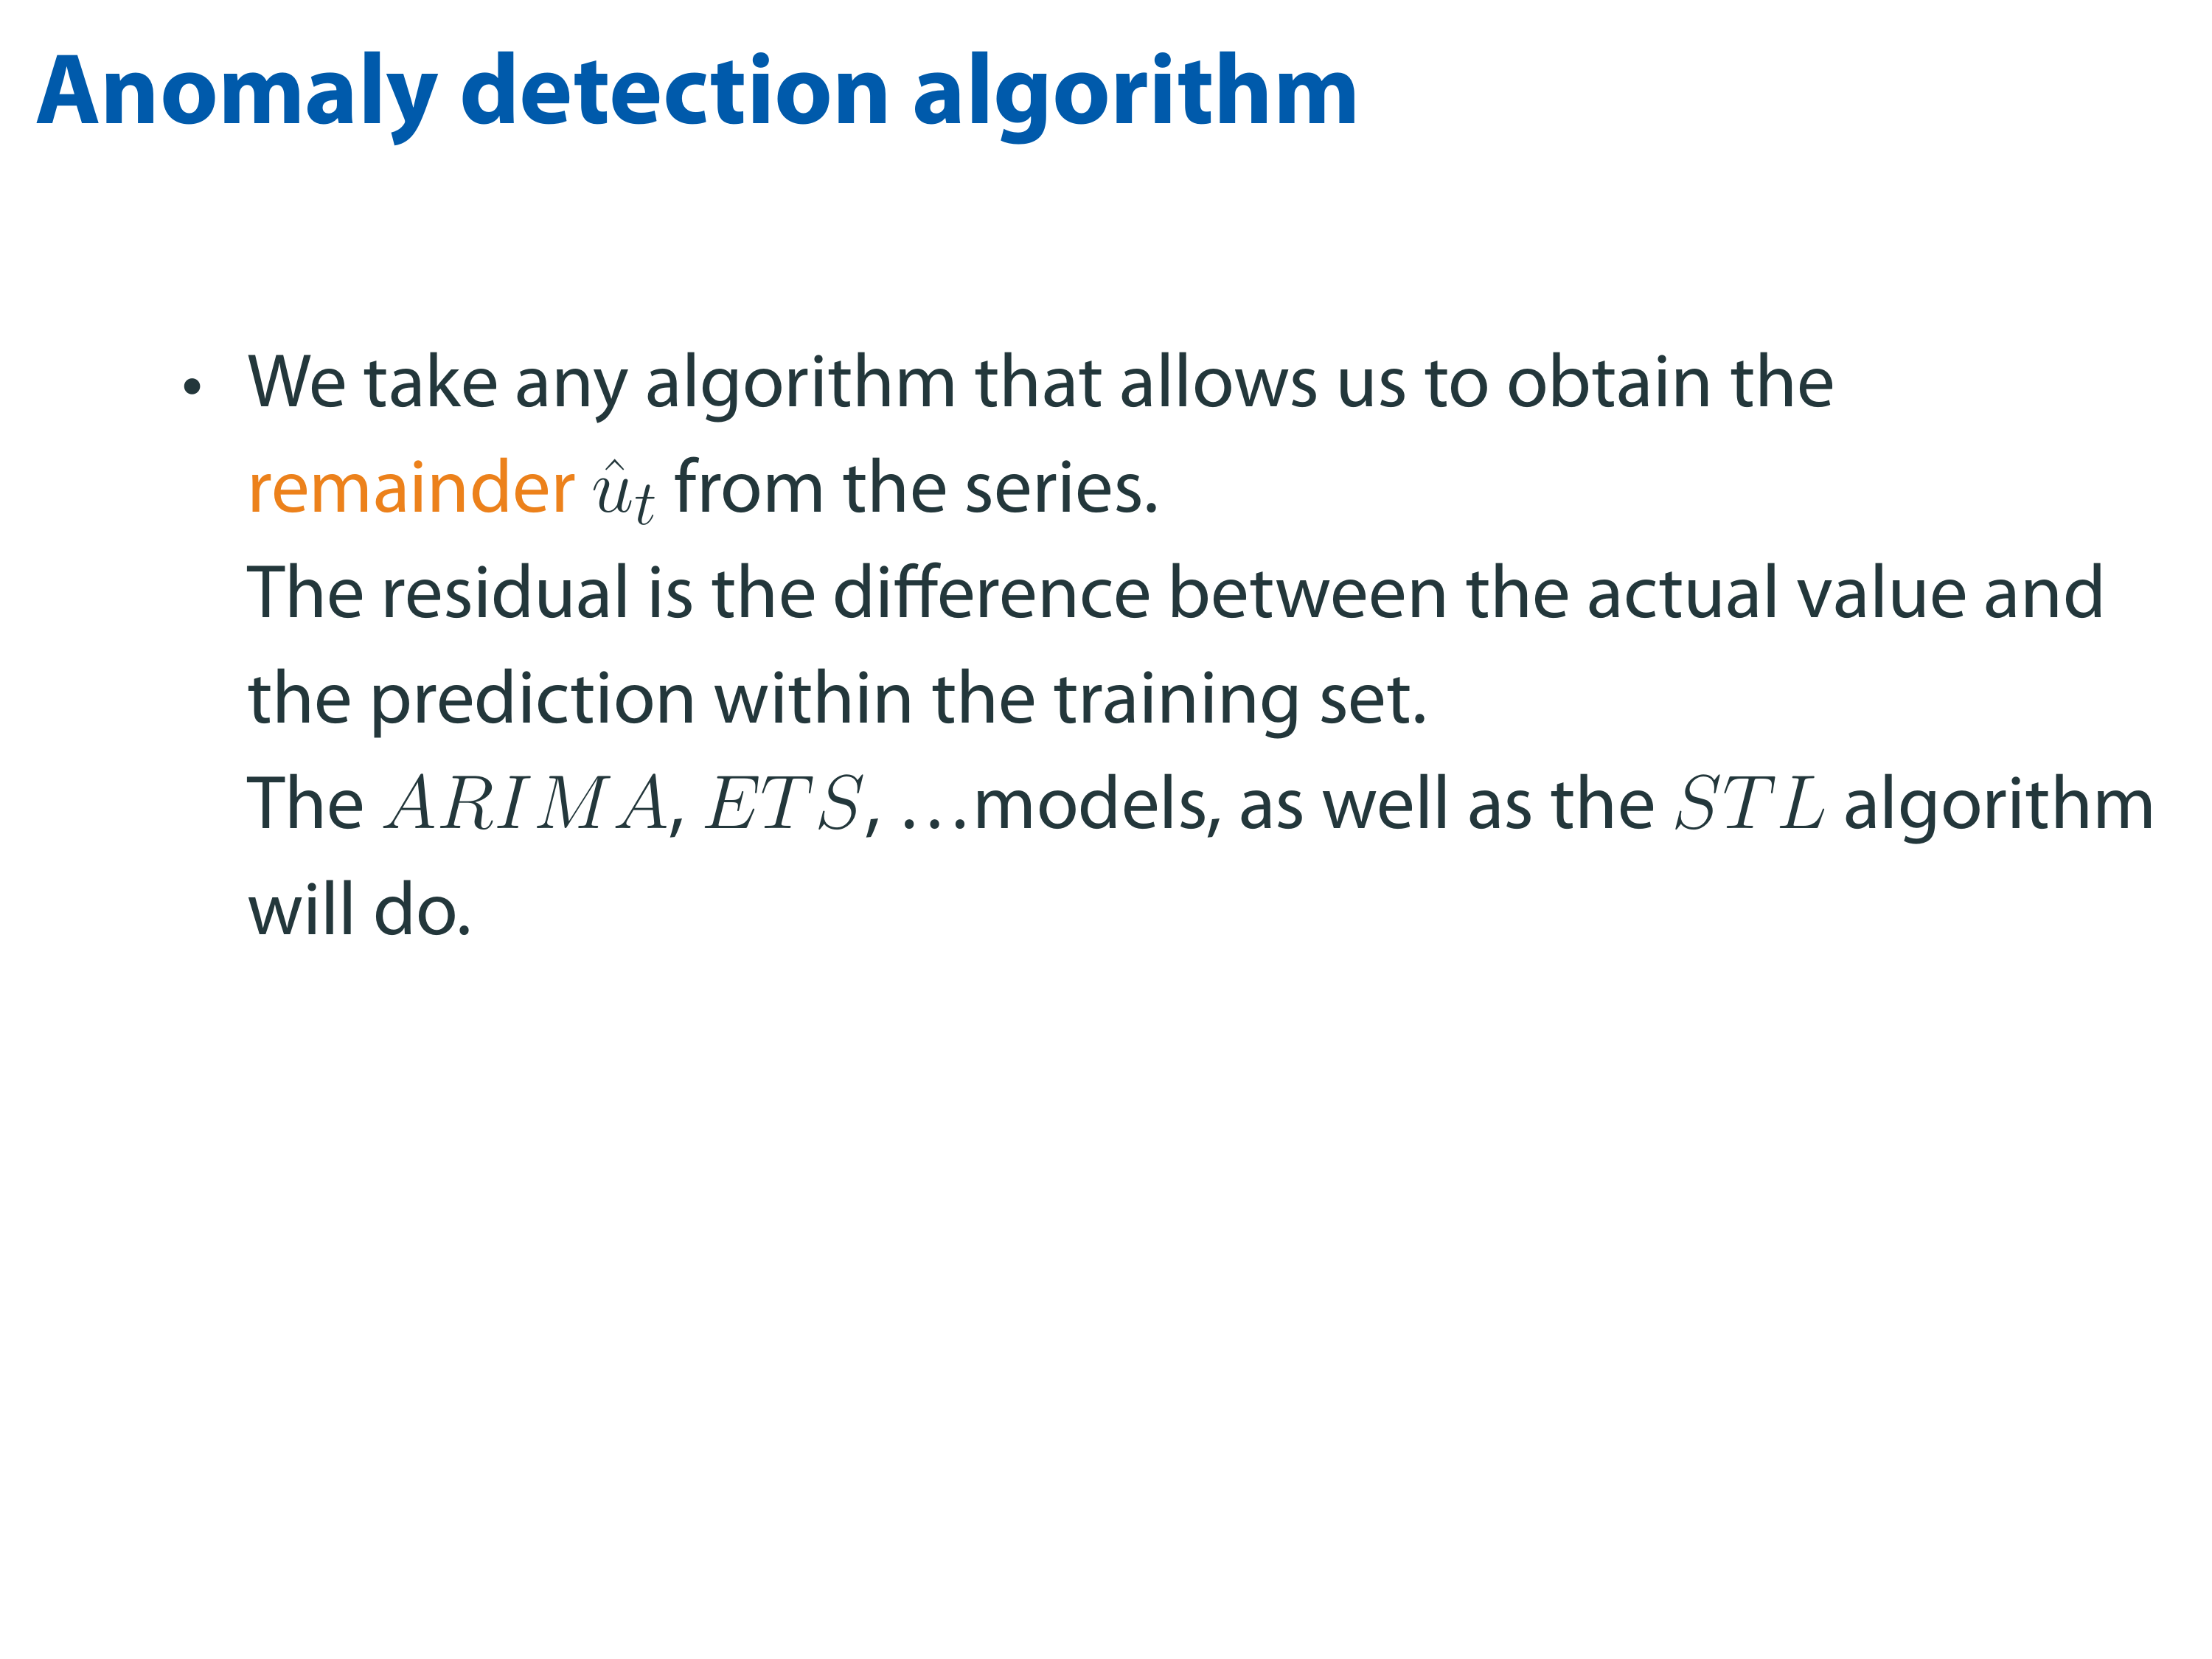 Anomaly detection algorithm
• We take any algorithm that allows us to obtain the
remainder $\hat{u}_t$ from the series.
The residual is the difference between the actual value and
the prediction within the training set.
The $ARIMA$, $ETS$, …models, as well as the $STL$ algorithm
will do.